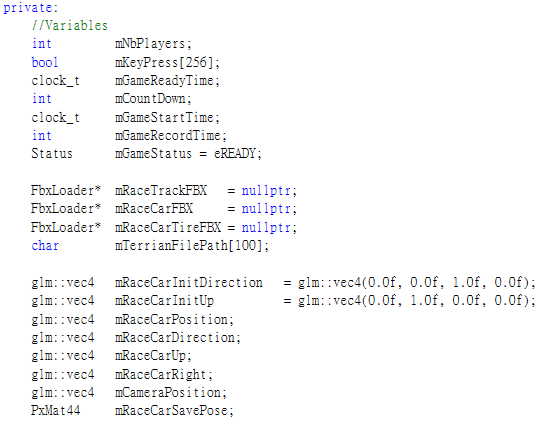 private:
    //Variables
    int        mNbPlayers;
    bool       mKeyPress[256];
    clock_t    mGameReadyTime;
    int        mCountDown;
    clock_t    mGameStartTime;
    int        mGameRecordTime;
    Status     mGameStatus = eREADY;

    FbxLoader* mRaceTrackFBX   = nullptr;
    FbxLoader* mRaceCarFBX     = nullptr;
    FbxLoader* mRaceCarTireFBX = nullptr;
    char       mTerrianFilePath[100];

    glm::vec4  mRaceCarInitDirection   = glm::vec4(0.0f, 0.0f, 1.0f, 0.0f);
    glm::vec4  mRaceCarInitUp          = glm::vec4(0.0f, 1.0f, 0.0f, 0.0f);
    glm::vec4  mRaceCarPosition;
    glm::vec4  mRaceCarDirection;
    glm::vec4  mRaceCarUp;
    glm::vec4  mRaceCarRight;
    glm::vec4  mCameraPosition;
    PxMat44    mRaceCarSavePose;